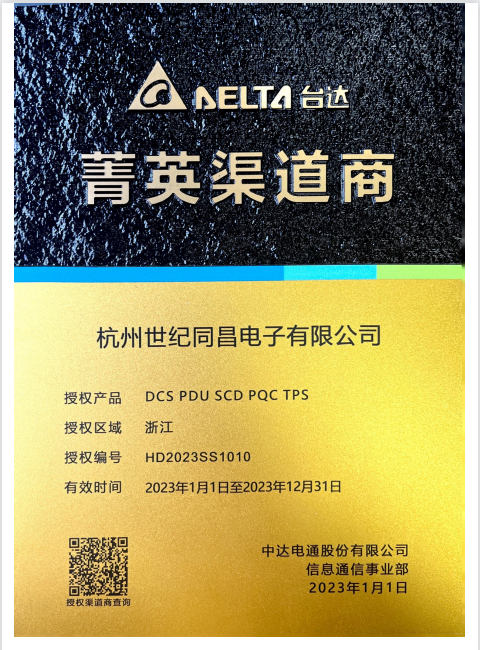 DELTA 台达
菁英渠道商
杭州世纪同昌电子有限公司
授权产品 DCS PDU SCD PQC TPS
授权区域 浙江
授权编号 HD2023SS1010
有效时间 2023年1月1日至2023年12月31日
中达电通股份有限公司
信息通信事业部
2023年1月1日
授权渠道商查询